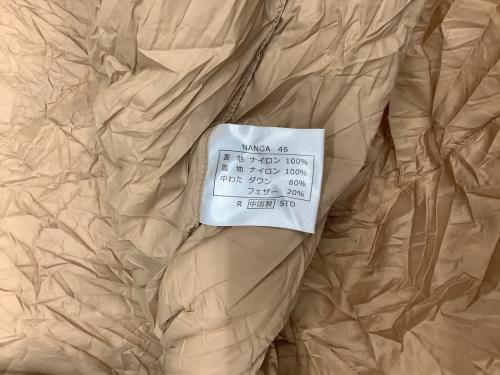 NANGA 46
表 地 ナイロン 100%
裏 地 ナイロン 100%
中わた ダウン 80%
フェザー 20%
R 中国製 STD